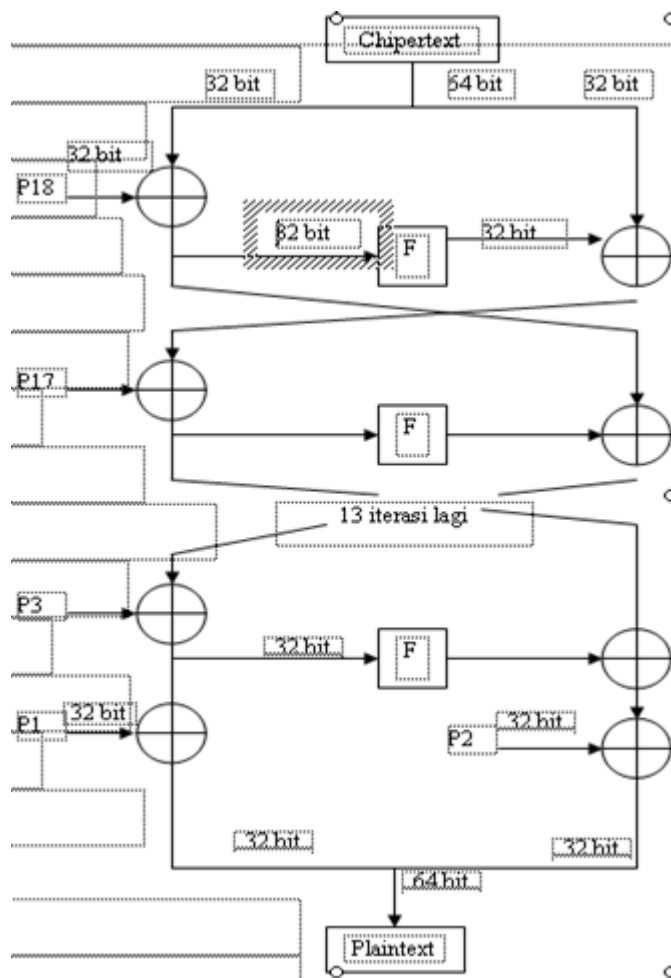 Chipertext
32 bit
64 bit
32 bit
32 bit
P18
32 bit
F
32 bit
P17
F
13 iterasi lagi
P3
32 bit
F
P1
32 bit
P2
32 bit
32 bit
32 bit
64 bit
Plaintext